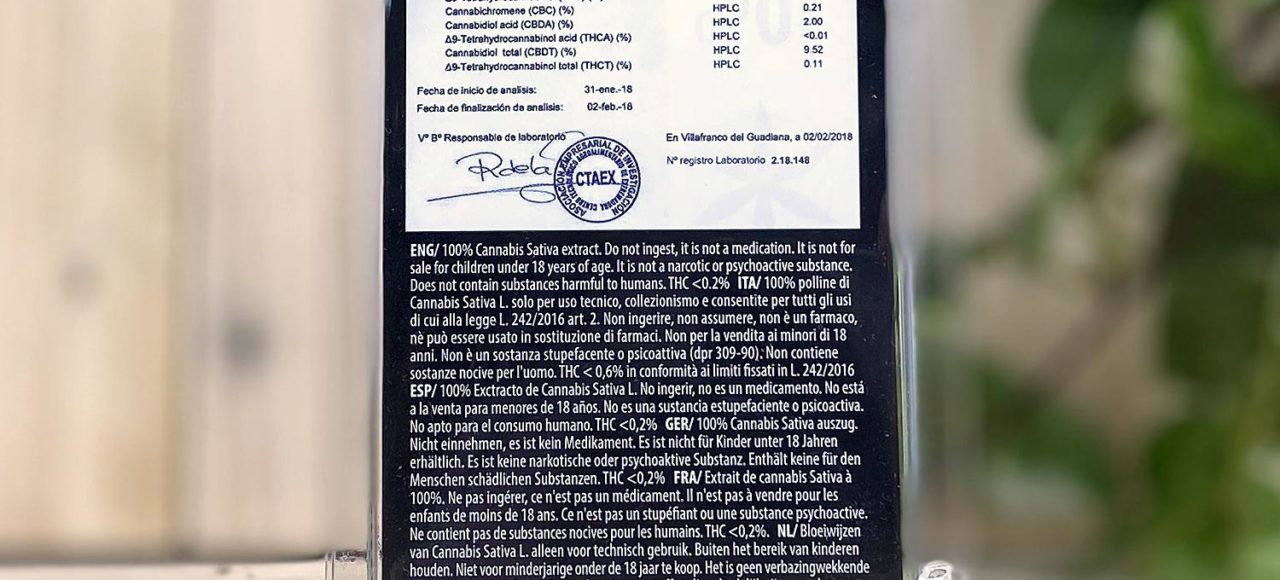 Cannabichromene (CBC) (%) HPLC 0.21
Cannabidiol acid (CBDA) (%) HPLC 2.00
Δ9-Tetrahydrocannabinol acid (THCA) (%) HPLC <0.01
Cannabidiol total (CBDT) (%) HPLC 9.52
Δ9-Tetrahydrocannabinol total (THCT) (%) HPLC 0.11
Fecha de inicio de analisis: 31-ene.-18
Fecha de finalización de analisis: 02-feb.-18
Vº Bº Responsable de laboratorio
En Villafranco del Guadiana, a 02/02/2018
Nº registro Laboratorio 2.18.148
ASOCIACIÓN EMPRESARIAL DE INVESTIGACIÓN
CENTRO TECNOLÓGICO AGROALIMENTARIO DE EXTREMADURA
CTAEX
ENG/ 100% Cannabis Sativa extract. Do not ingest, it is not a medication. It is not for
sale for children under 18 years of age. It is not a narcotic or psychoactive substance.
Does not contain substances harmful to humans. THC <0.2% ITA/ 100% polline di
Cannabis Sativa L. solo per uso tecnico, collezionismo e consentite per tutti gli usi
di cui alla legge L. 242/2016 art. 2. Non ingerire, non assumere, non è un farmaco,
nè può essere usato in sostituzione di farmaci. Non per la vendita ai minori di 18
anni. Non è un sostanza stupefacente o psicoattiva (dpr 309-90). Non contiene
sostanze nocive per l'uomo. THC < 0,6% in conformità ai limiti fissati in L. 242/2016
ESP/ 100% Exctracto de Cannabis Sativa L. No ingerir, no es un medicamento. No está
a la venta para menores de 18 años. No es una sustancia estupefaciente o psicoactiva.
No apto para el consumo humano. THC <0,2% GER/ 100% Cannabis Sativa auszug.
Nicht einnehmen, es ist kein Medikament. Es ist nicht für Kinder unter 18 Jahren
erhältlich. Es ist keine narkotische oder psychoaktive Substanz. Enthält keine für den
Menschen schädlichen Substanzen. THC <0,2% FRA/ Extrait de cannabis Sativa à
100%. Ne pas ingérer, ce n'est pas un médicament. Il n'est pas à vendre pour les
enfants de moins de 18 ans. Ce n'est pas un stupéfiant ou une substance psychoactive.
Ne contient pas de substances nocives pour les humains. THC <0,2%. NL/ Bloeiwijzen
van Cannabis Sativa L. alleen voor technisch gebruik. Buiten het bereik van kinderen
houden. Niet voor minderjarige onder de 18 jaar te koop. Het is geen verbazingwekkende